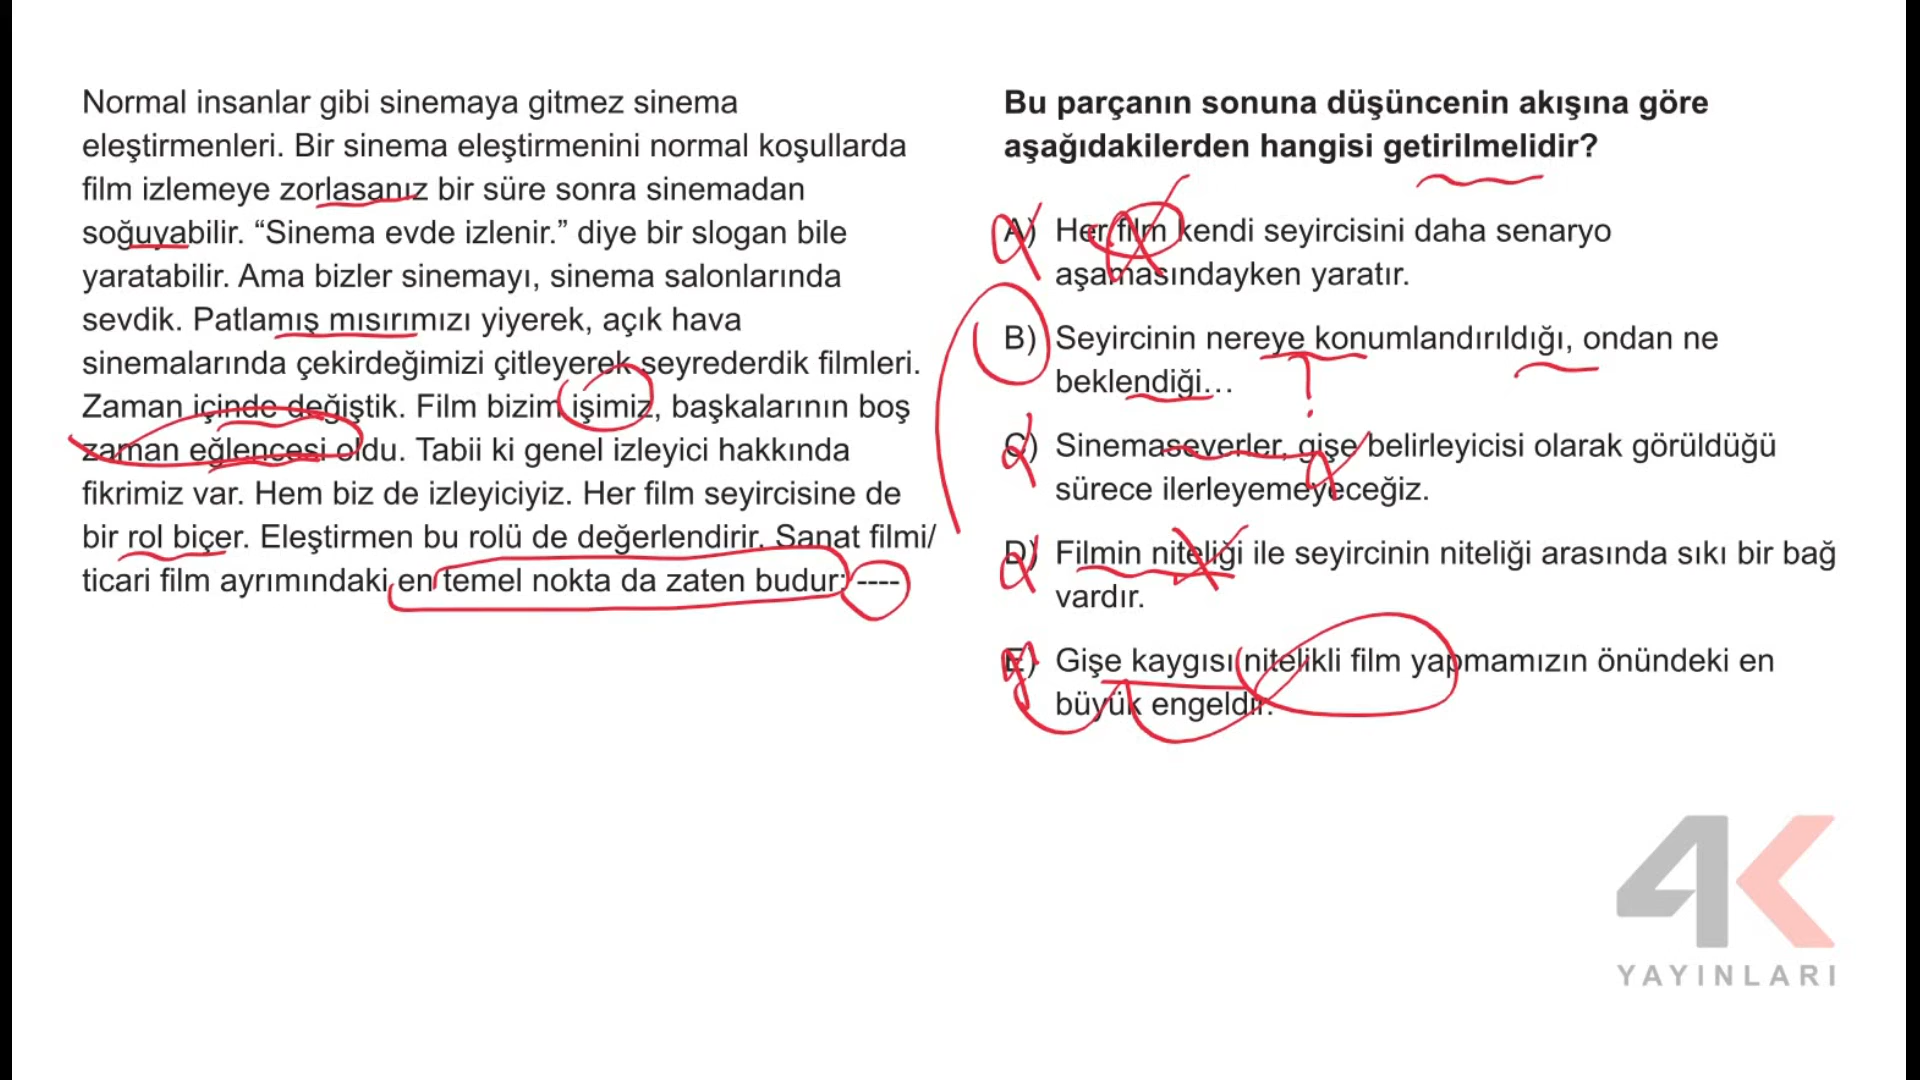 Normal insanlar gibi sinemaya gitmez sinema
eleştirmenleri. Bir sinema eleştirmenini normal koşullarda
film izlemeye zorlasanız bir süre sonra sinemadan
soğuyabilir. “Sinema evde izlenir.” diye bir slogan bile
yaratabilir. Ama bizler sinemayı, sinema salonlarında
sevdik. Patlamış mısırımızı yiyerek, açık hava
sinemalarında çekirdeğimizi çitleyerek seyrederdik filmleri.
Zaman içinde değiştik. Film bizim işimiz, başkalarının boş
zaman eğlencesi oldu. Tabii ki genel izleyici hakkında
fikrimiz var. Hem biz de izleyiciyiz. Her film seyircisine de
bir rol biçer. Eleştirmen bu rolü de değerlendirir. Sanat filmi/
ticari film ayrımındaki en temel nokta da zaten budur: ----
Bu parçanın sonuna düşüncenin akışına göre
aşağıdakilerden hangisi getirilmelidir?
A) Her film kendi seyircisini daha senaryo
aşamasındayken yaratır.
B) Seyircinin nereye konumlandırıldığı, ondan ne
beklendiği...
C) Sinemaseverler, gişe belirleyicisi olarak görüldüğü
sürece ilerleyemeyeceğiz.
D) Filmin niteliği ile seyircinin niteliği arasında sıkı bir bağ
vardır.
E) Gişe kaygısı nitelikli film yapmamızın önündeki en
büyük engeldir.
4K
YAYINLARI